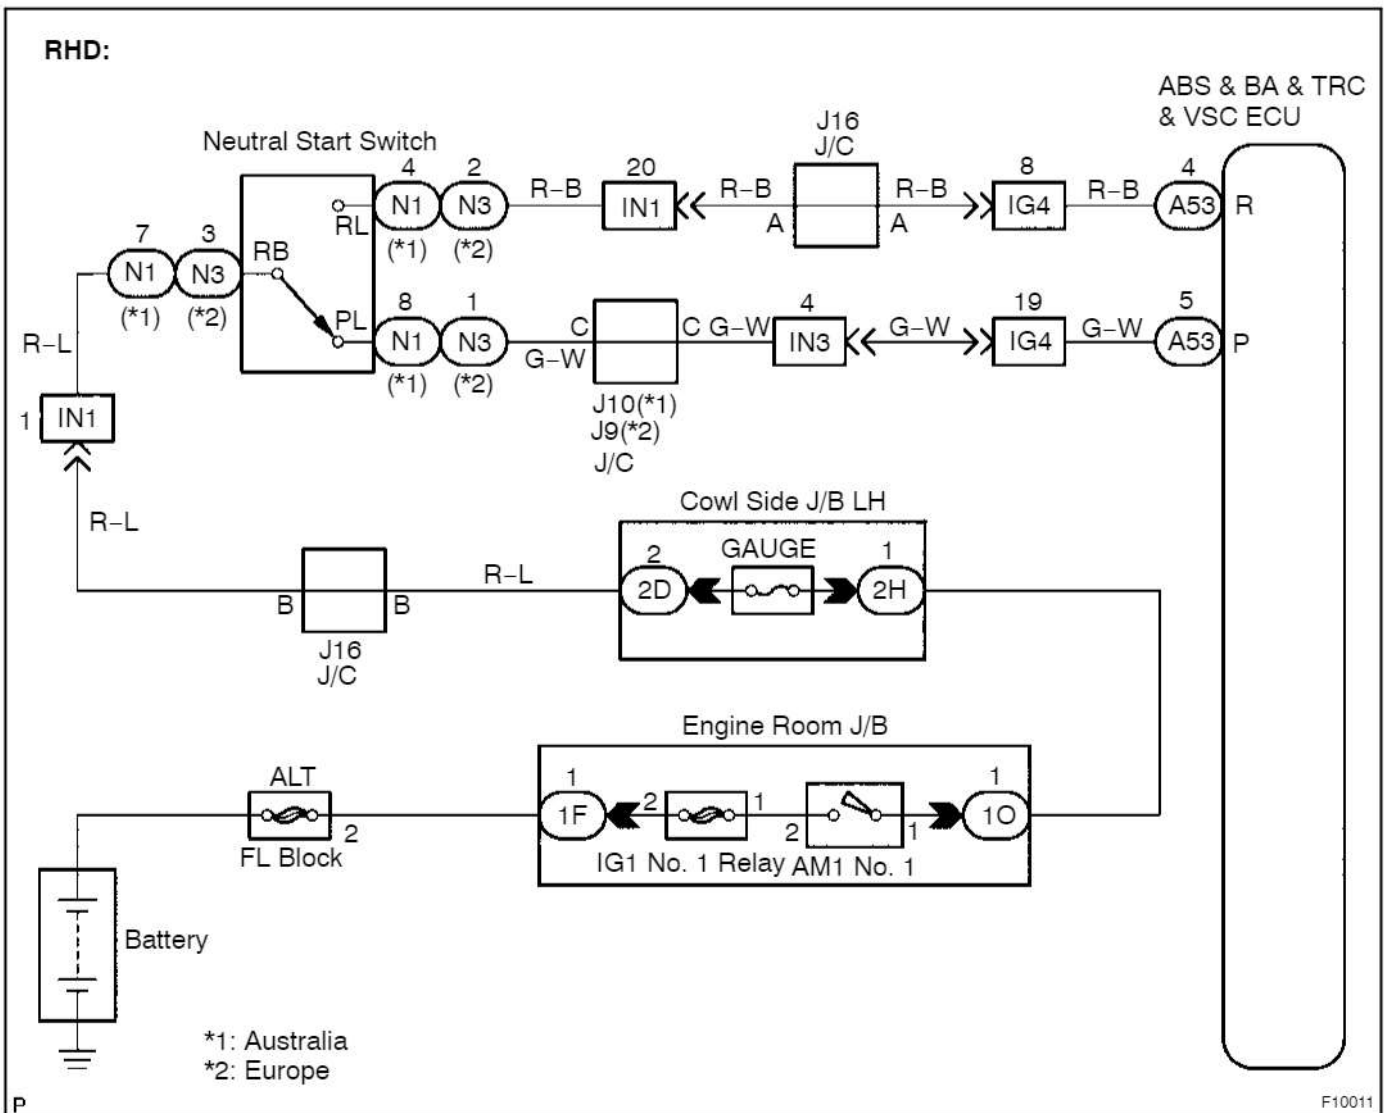 RHD:
ABS & BA & TRC
& VSC ECU
J16
J/C
Neutral Start Switch
4 2 20 8 4
R–B R–B R–B R–B
N1 N3 IN1 IG4 A53 R
RL A A
(*1) (*2)
7 3
RB
N1 N3
(*1) (*2)
PL 8 1 4 19 5
C C G–W G–W G–W
N1 N3 IN3 IG4 A53 P
G–W
(*1) (*2)
R–L
J10(*1)
J9(*2)
J/C
1 IN1
R–L
Cowl Side J/B LH
2 GAUGE 1
R–L
2D 2H
B B
J16
J/C
Engine Room J/B
ALT
1 1
2 1
1F 1O
2 2 1
FL Block
IG1 No. 1 Relay AM1 No. 1
Battery
*1: Australia
*2: Europe
P
F10011